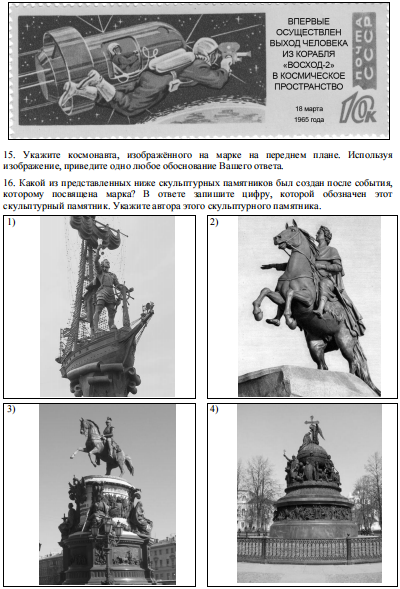 ВПЕРВЫЕ
ОСУЩЕСТВЛЕН
ВЫХОД ЧЕЛОВЕКА
ИЗ КОРАБЛЯ
«ВОСХОД-2»
В КОСМИЧЕСКОЕ
ПРОСТРАНСТВО
18 марта
1965 года
ПОЧТА
СССР
10к
15. Укажите космонавта, изображённого на марке на переднем плане. Используя
изображение, приведите одно любое обоснование Вашего ответа.
16. Какой из представленных ниже скульптурных памятников был создан после события,
которому посвящена марка? В ответе запишите цифру, которой обозначен этот
скульптурный памятник. Укажите автора этого скульптурного памятника.
1)
2)
3)
4)